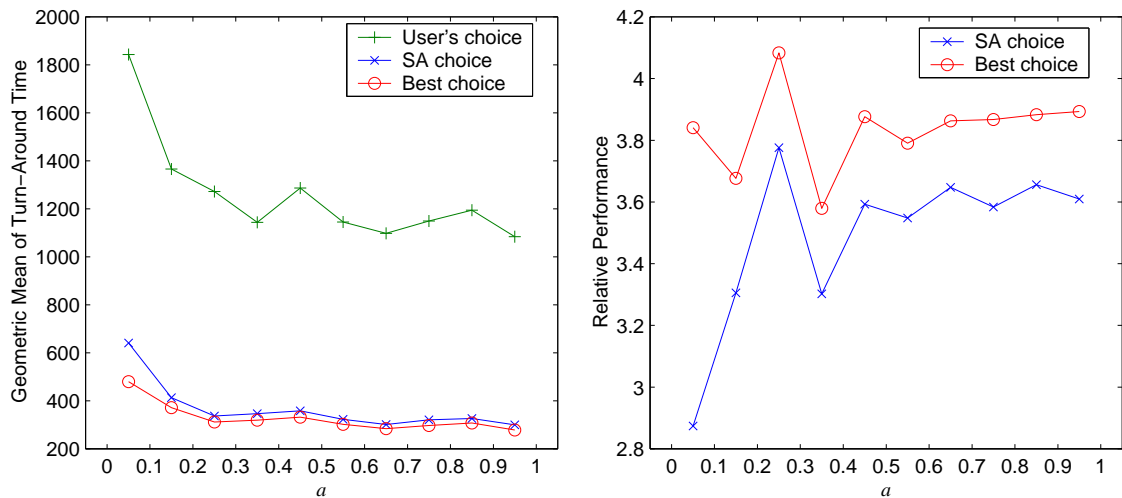 Geometric Mean of Turn−Around Time
2000
1800
1600
1400
1200
1000
800
600
400
200
User's choice
SA choice
Best choice
0 0.1 0.2 0.3 0.4 0.5 0.6 0.7 0.8 0.9 1
a
Relative Performance
4.2
4
3.8
3.6
3.4
3.2
3
2.8
SA choice
Best choice
0 0.1 0.2 0.3 0.4 0.5 0.6 0.7 0.8 0.9 1
a